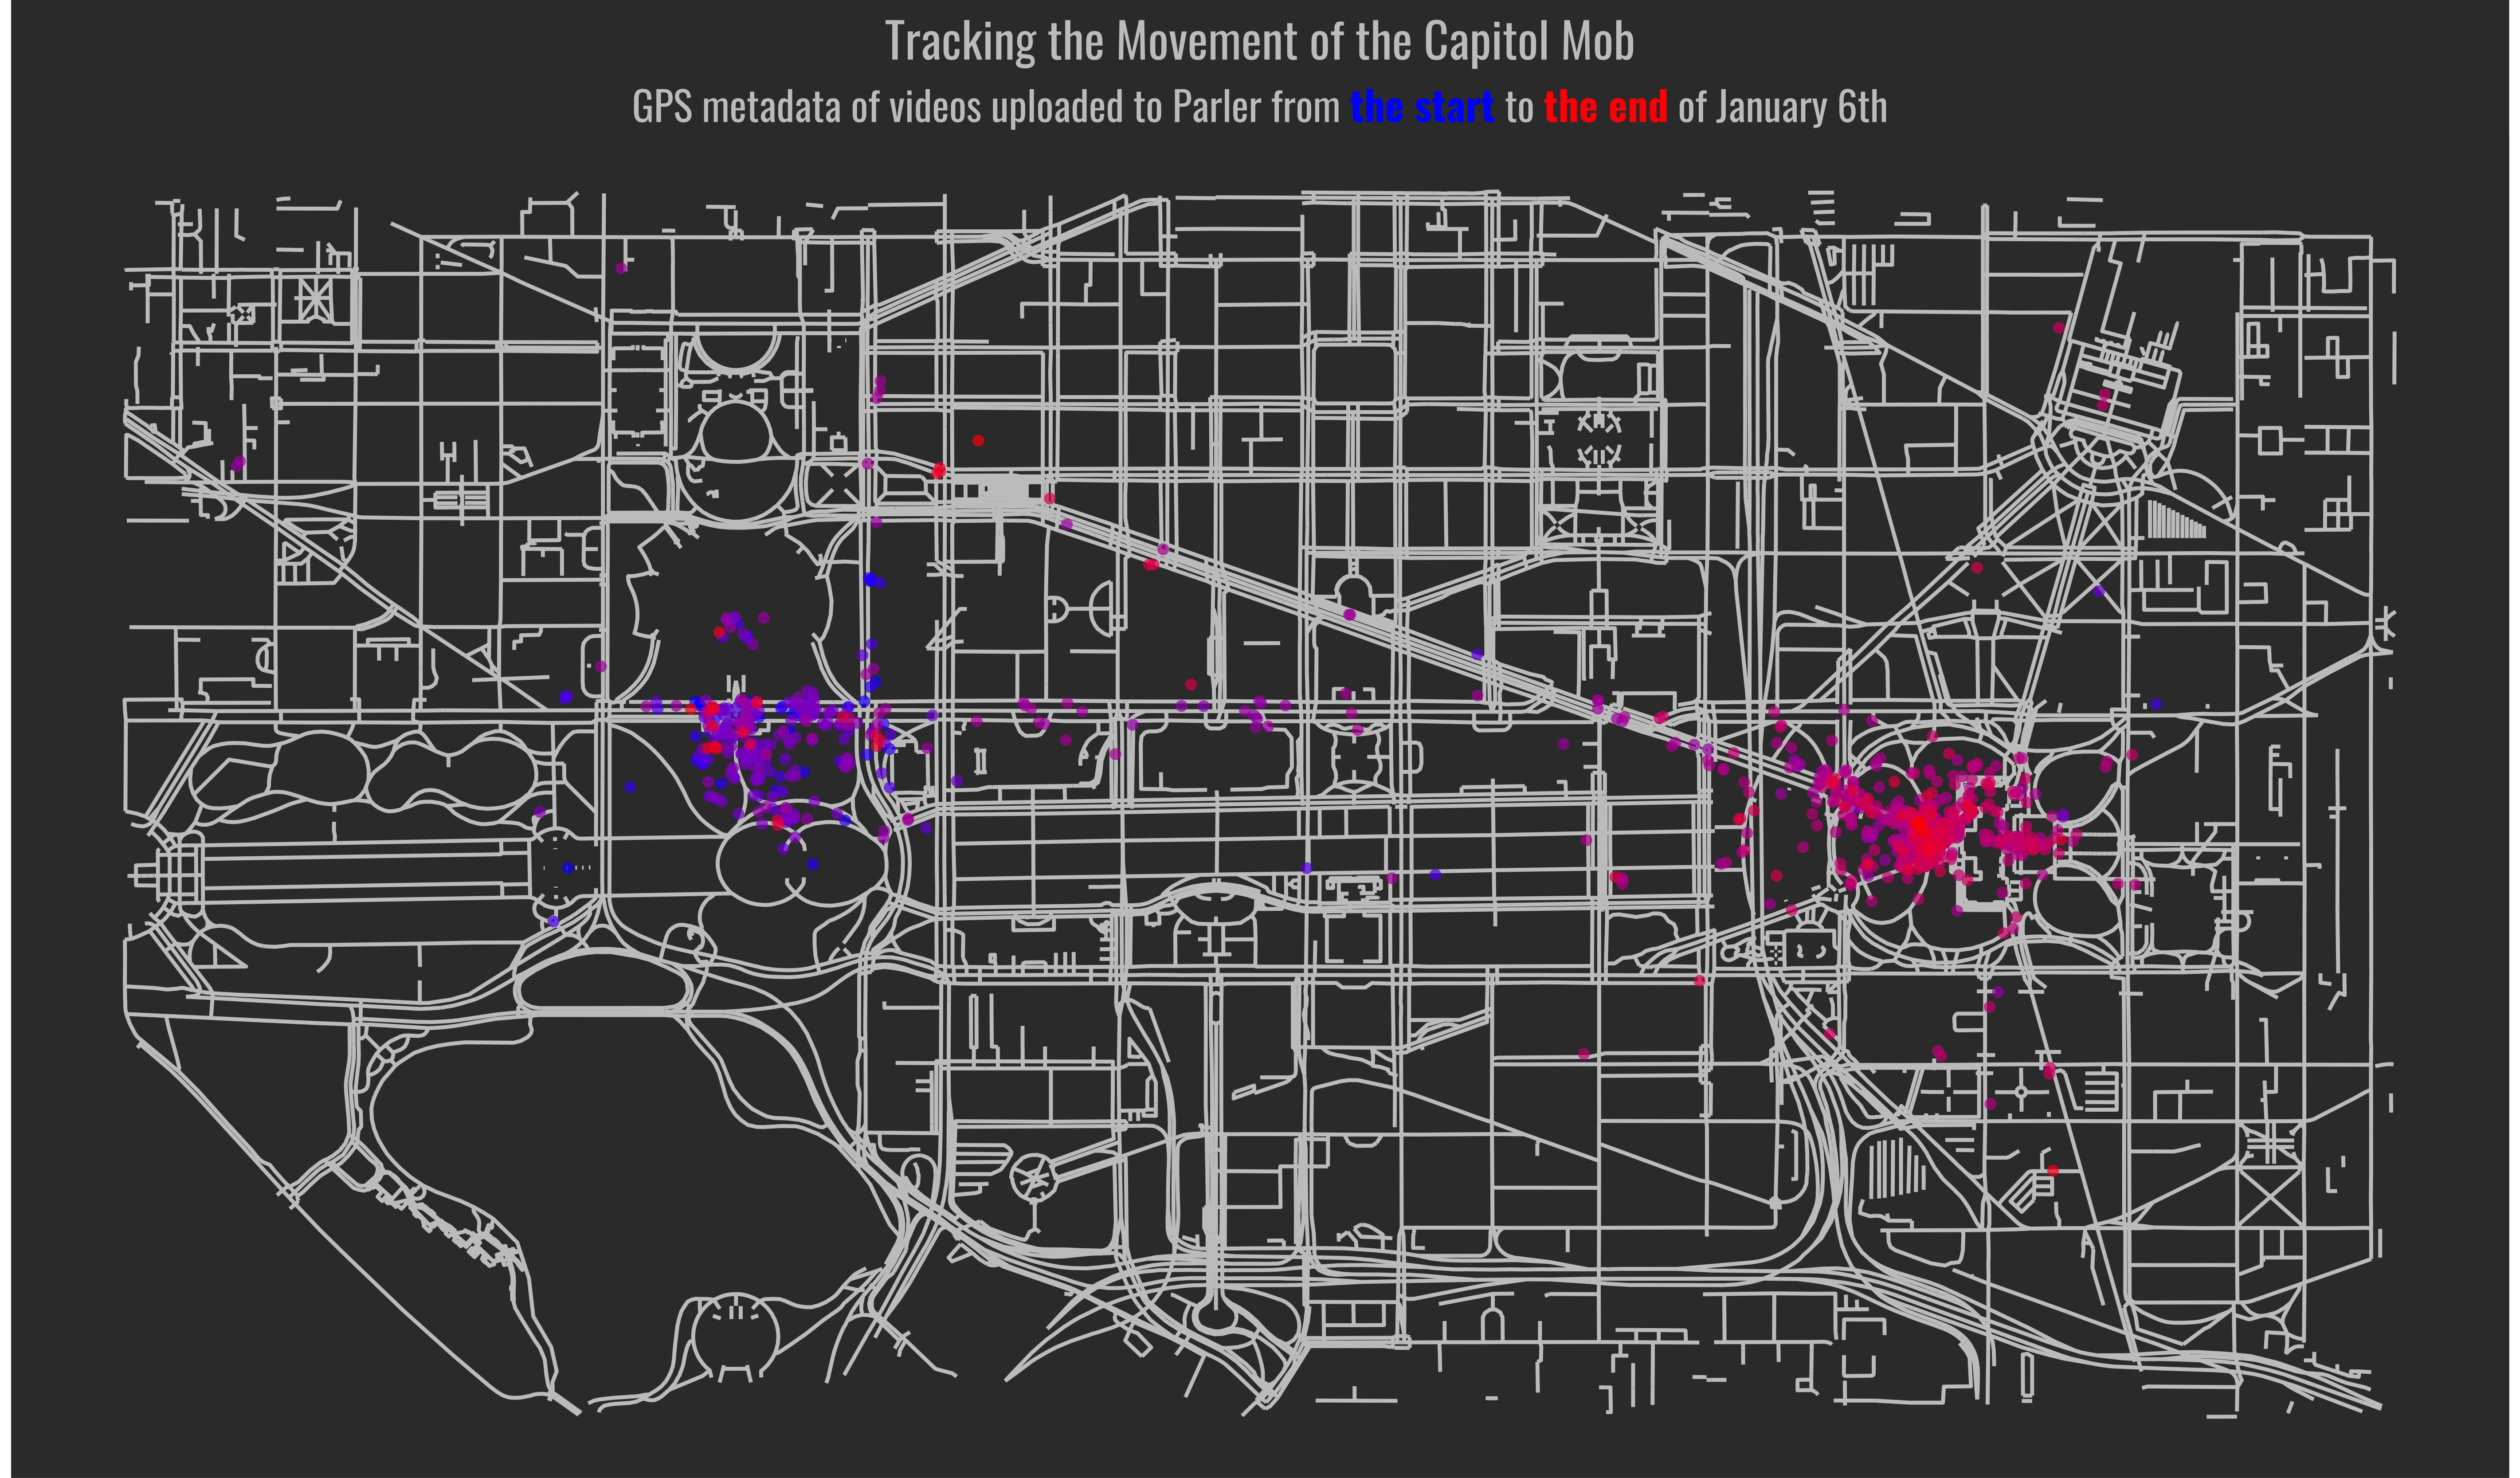 Tracking the Movement of the Capitol Mob
GPS metadata of videos uploaded to Parler from the start to the end of January 6th